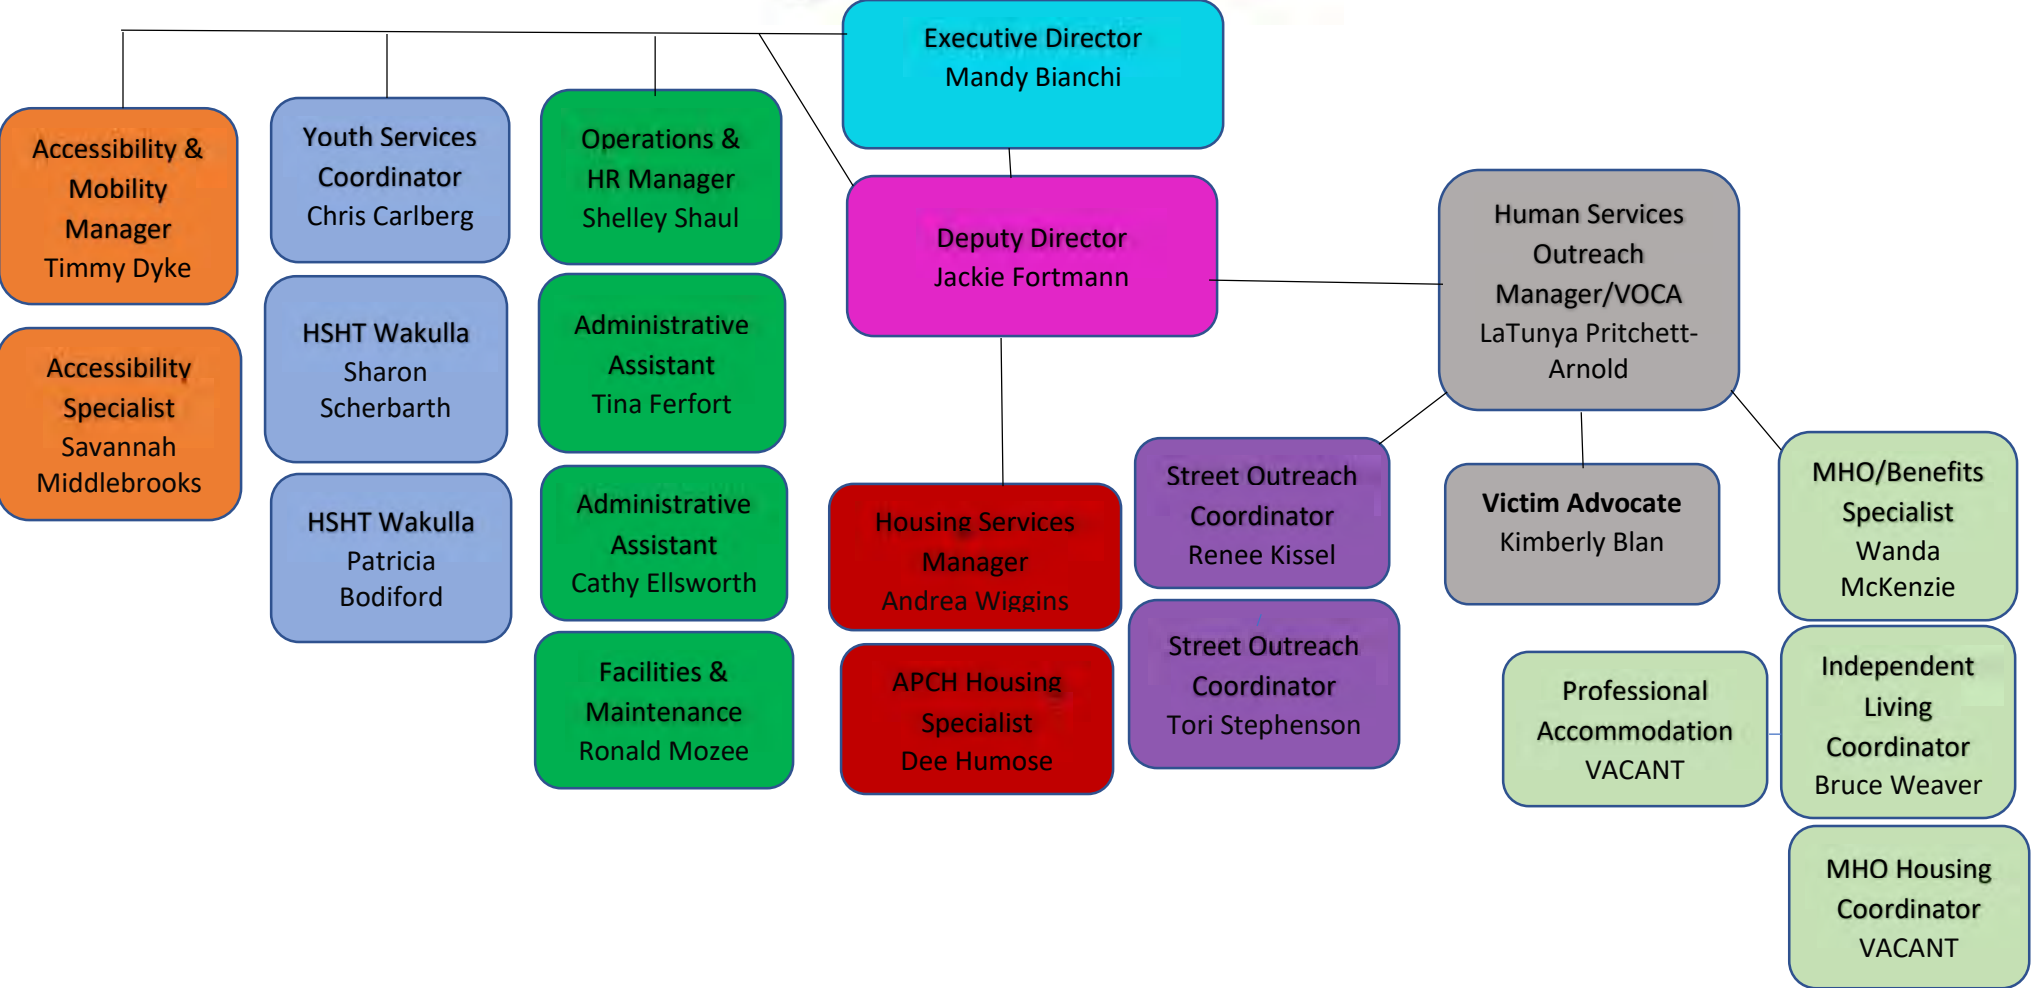 Executive Director
Mandy Bianchi
Accessibility &
Mobility
Manager
Timmy Dyke
Accessibility
Specialist
Savannah
Middlebrooks
Youth Services
Coordinator
Chris Carlberg
HSHT Wakulla
Sharon
Scherbarth
HSHT Wakulla
Patricia
Bodiford
Operations &
HR Manager
Shelley Shaul
Administrative
Assistant
Tina Ferfort
Administrative
Assistant
Cathy Ellsworth
Facilities &
Maintenance
Ronald Mozee
Deputy Director
Jackie Fortmann
Housing Services
Manager
Andrea Wiggins
APCH Housing
Specialist
Dee Humose
Human Services
Outreach
Manager/VOCA
LaTunya Pritchett-
Arnold
Street Outreach
Coordinator
Renee Kissel
Street Outreach
Coordinator
Tori Stephenson
Victim Advocate
Kimberly Blan
MHO/Benefits
Specialist
Wanda
McKenzie
Professional
Accommodation
VACANT
Independent
Living
Coordinator
Bruce Weaver
MHO Housing
Coordinator
VACANT